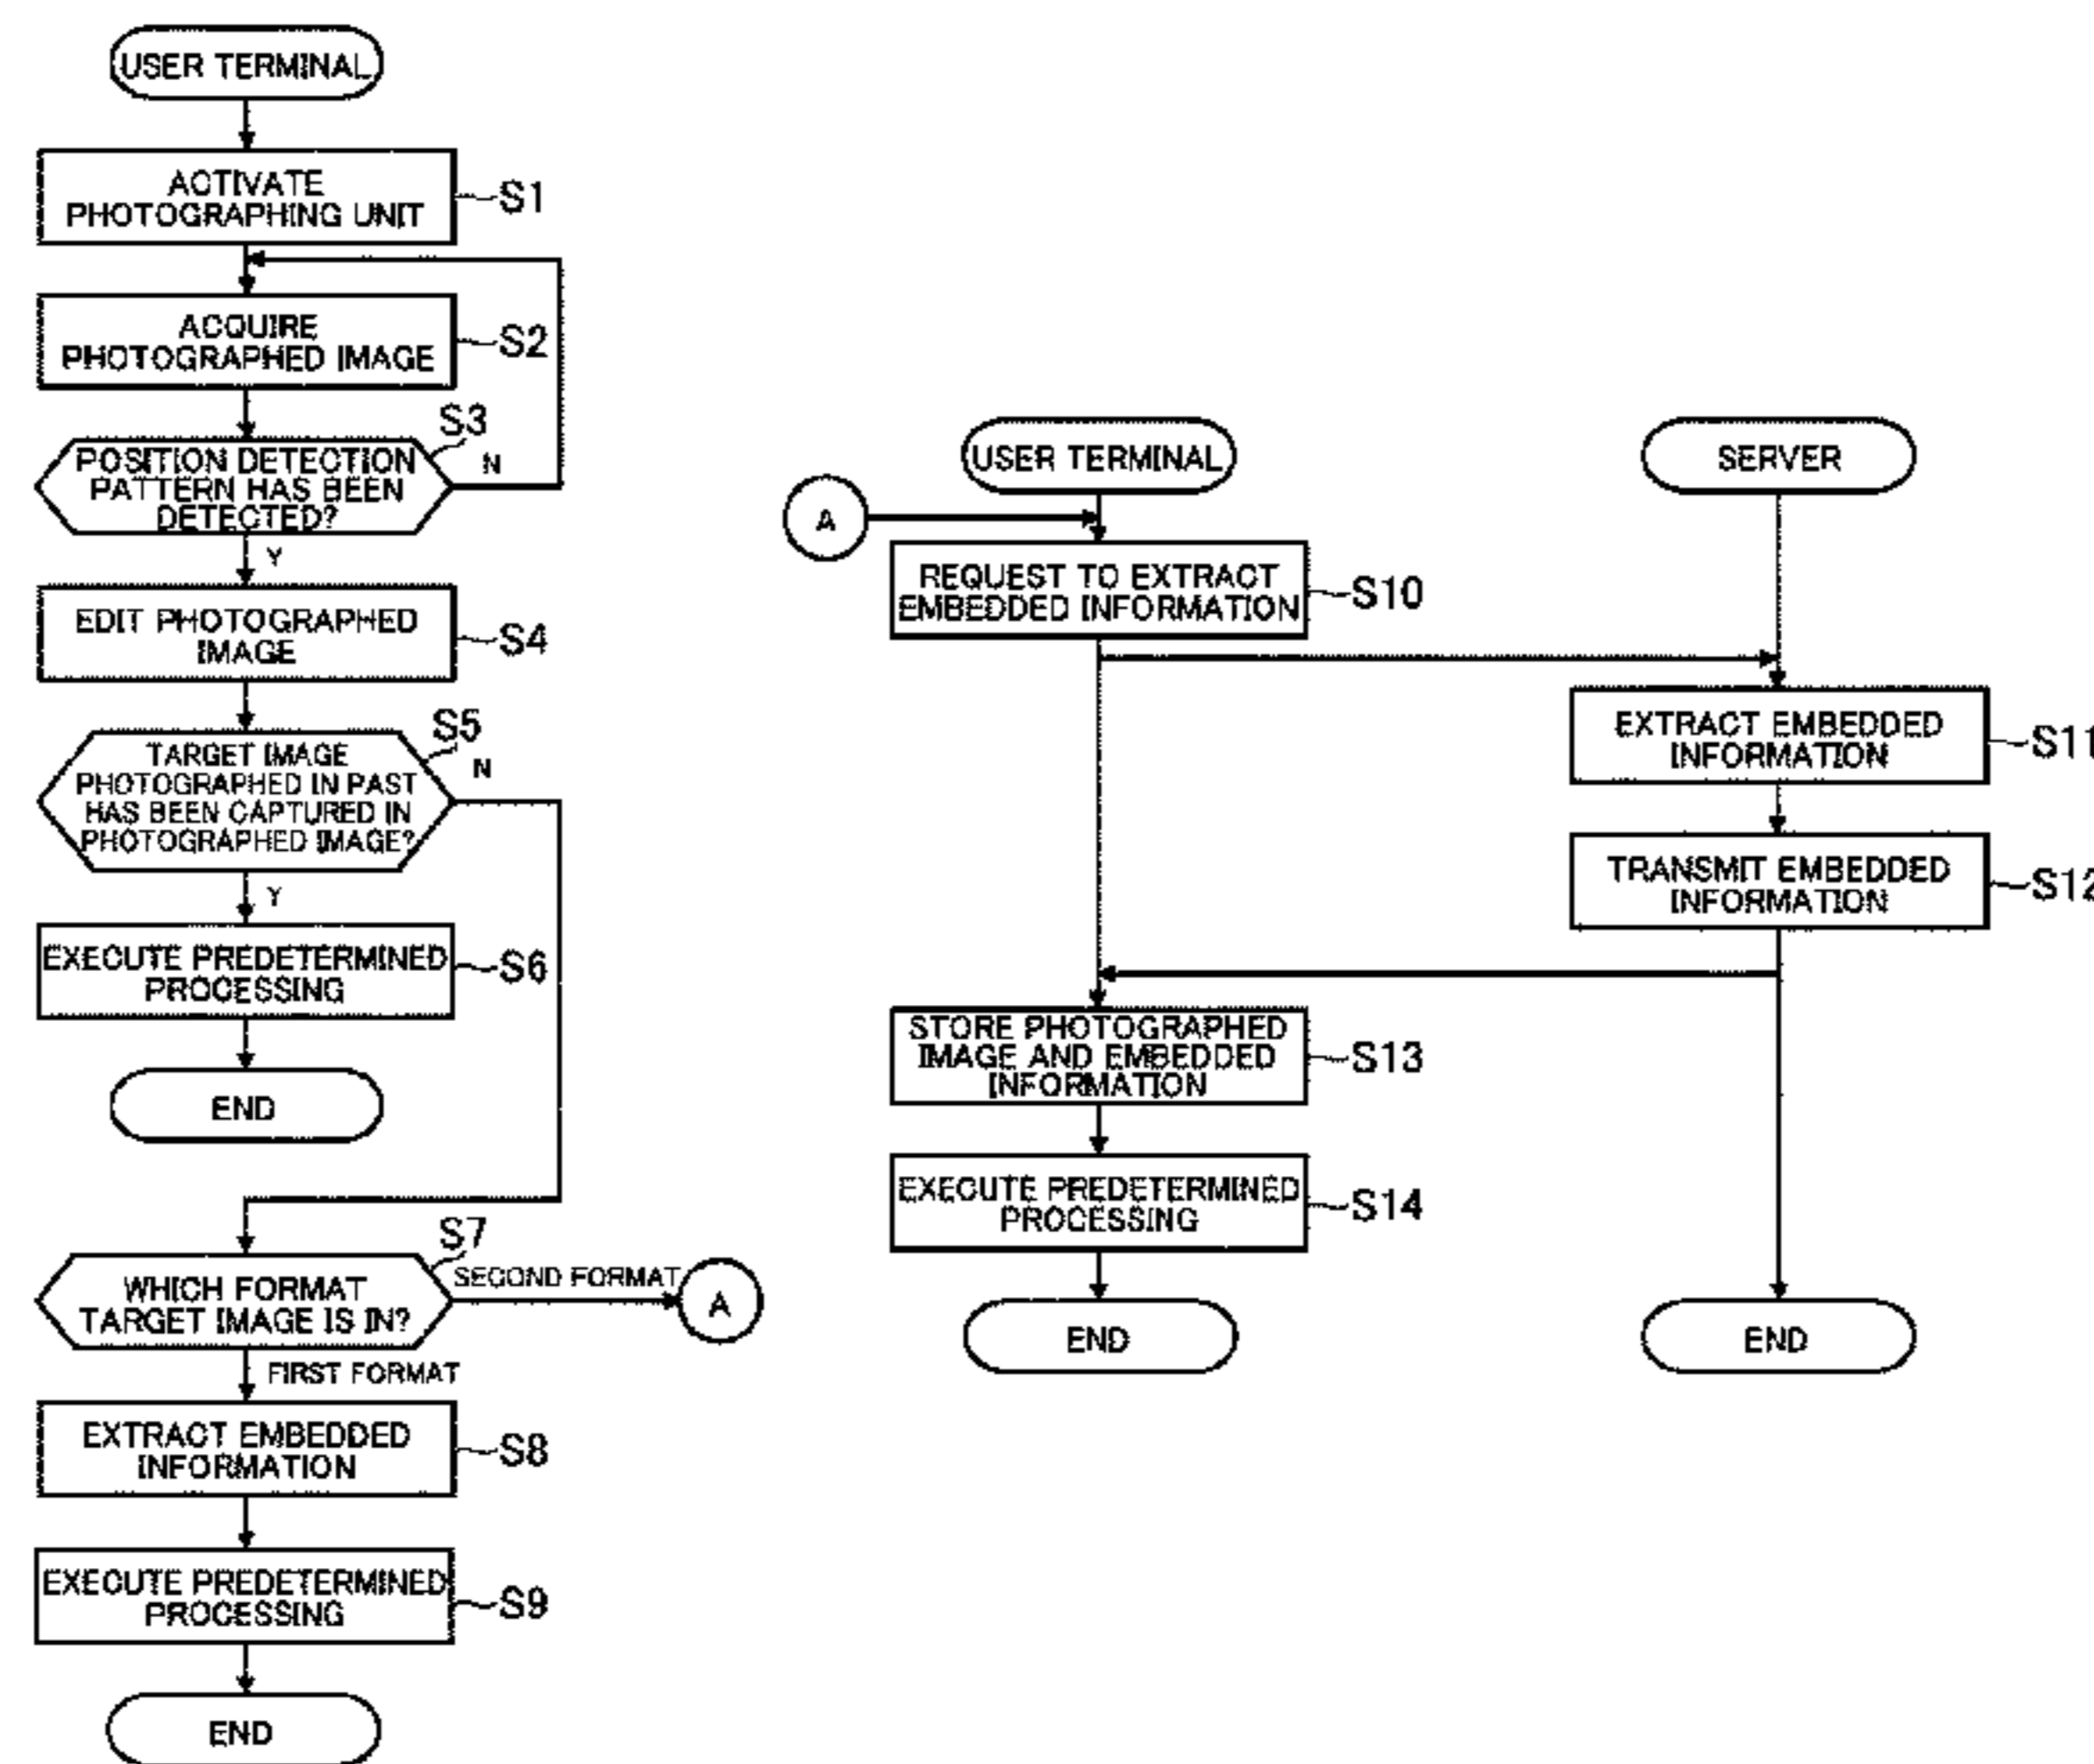 USER TERMINAL
ACTIVATE
PHOTOGRAPHING UNIT
S1
ACQUIRE
PHOTOGRAPHED IMAGE
S2
S3
POSITION DETECTION
PATTERN HAS BEEN
DETECTED?
N
Y
EDIT PHOTOGRAPHED
IMAGE
S4
S5
TARGET IMAGE
PHOTOGRAPHED IN PAST
HAS BEEN CAPTURED IN
PHOTOGRAPHED IMAGE?
N
Y
EXECUTE PREDETERMINED
PROCESSING
S6
END
S7
WHICH FORMAT
TARGET IMAGE IS IN?
SECOND FORMAT
A
FIRST FORMAT
EXTRACT EMBEDDED
INFORMATION
S8
EXECUTE PREDETERMINED
PROCESSING
S9
END
USER TERMINAL
A
REQUEST TO EXTRACT
EMBEDDED INFORMATION
S10
STORE PHOTOGRAPHED
IMAGE AND EMBEDDED
INFORMATION
S13
EXECUTE PREDETERMINED
PROCESSING
S14
END
SERVER
EXTRACT EMBEDDED
INFORMATION
S11
TRANSMIT EMBEDDED
INFORMATION
S12
END